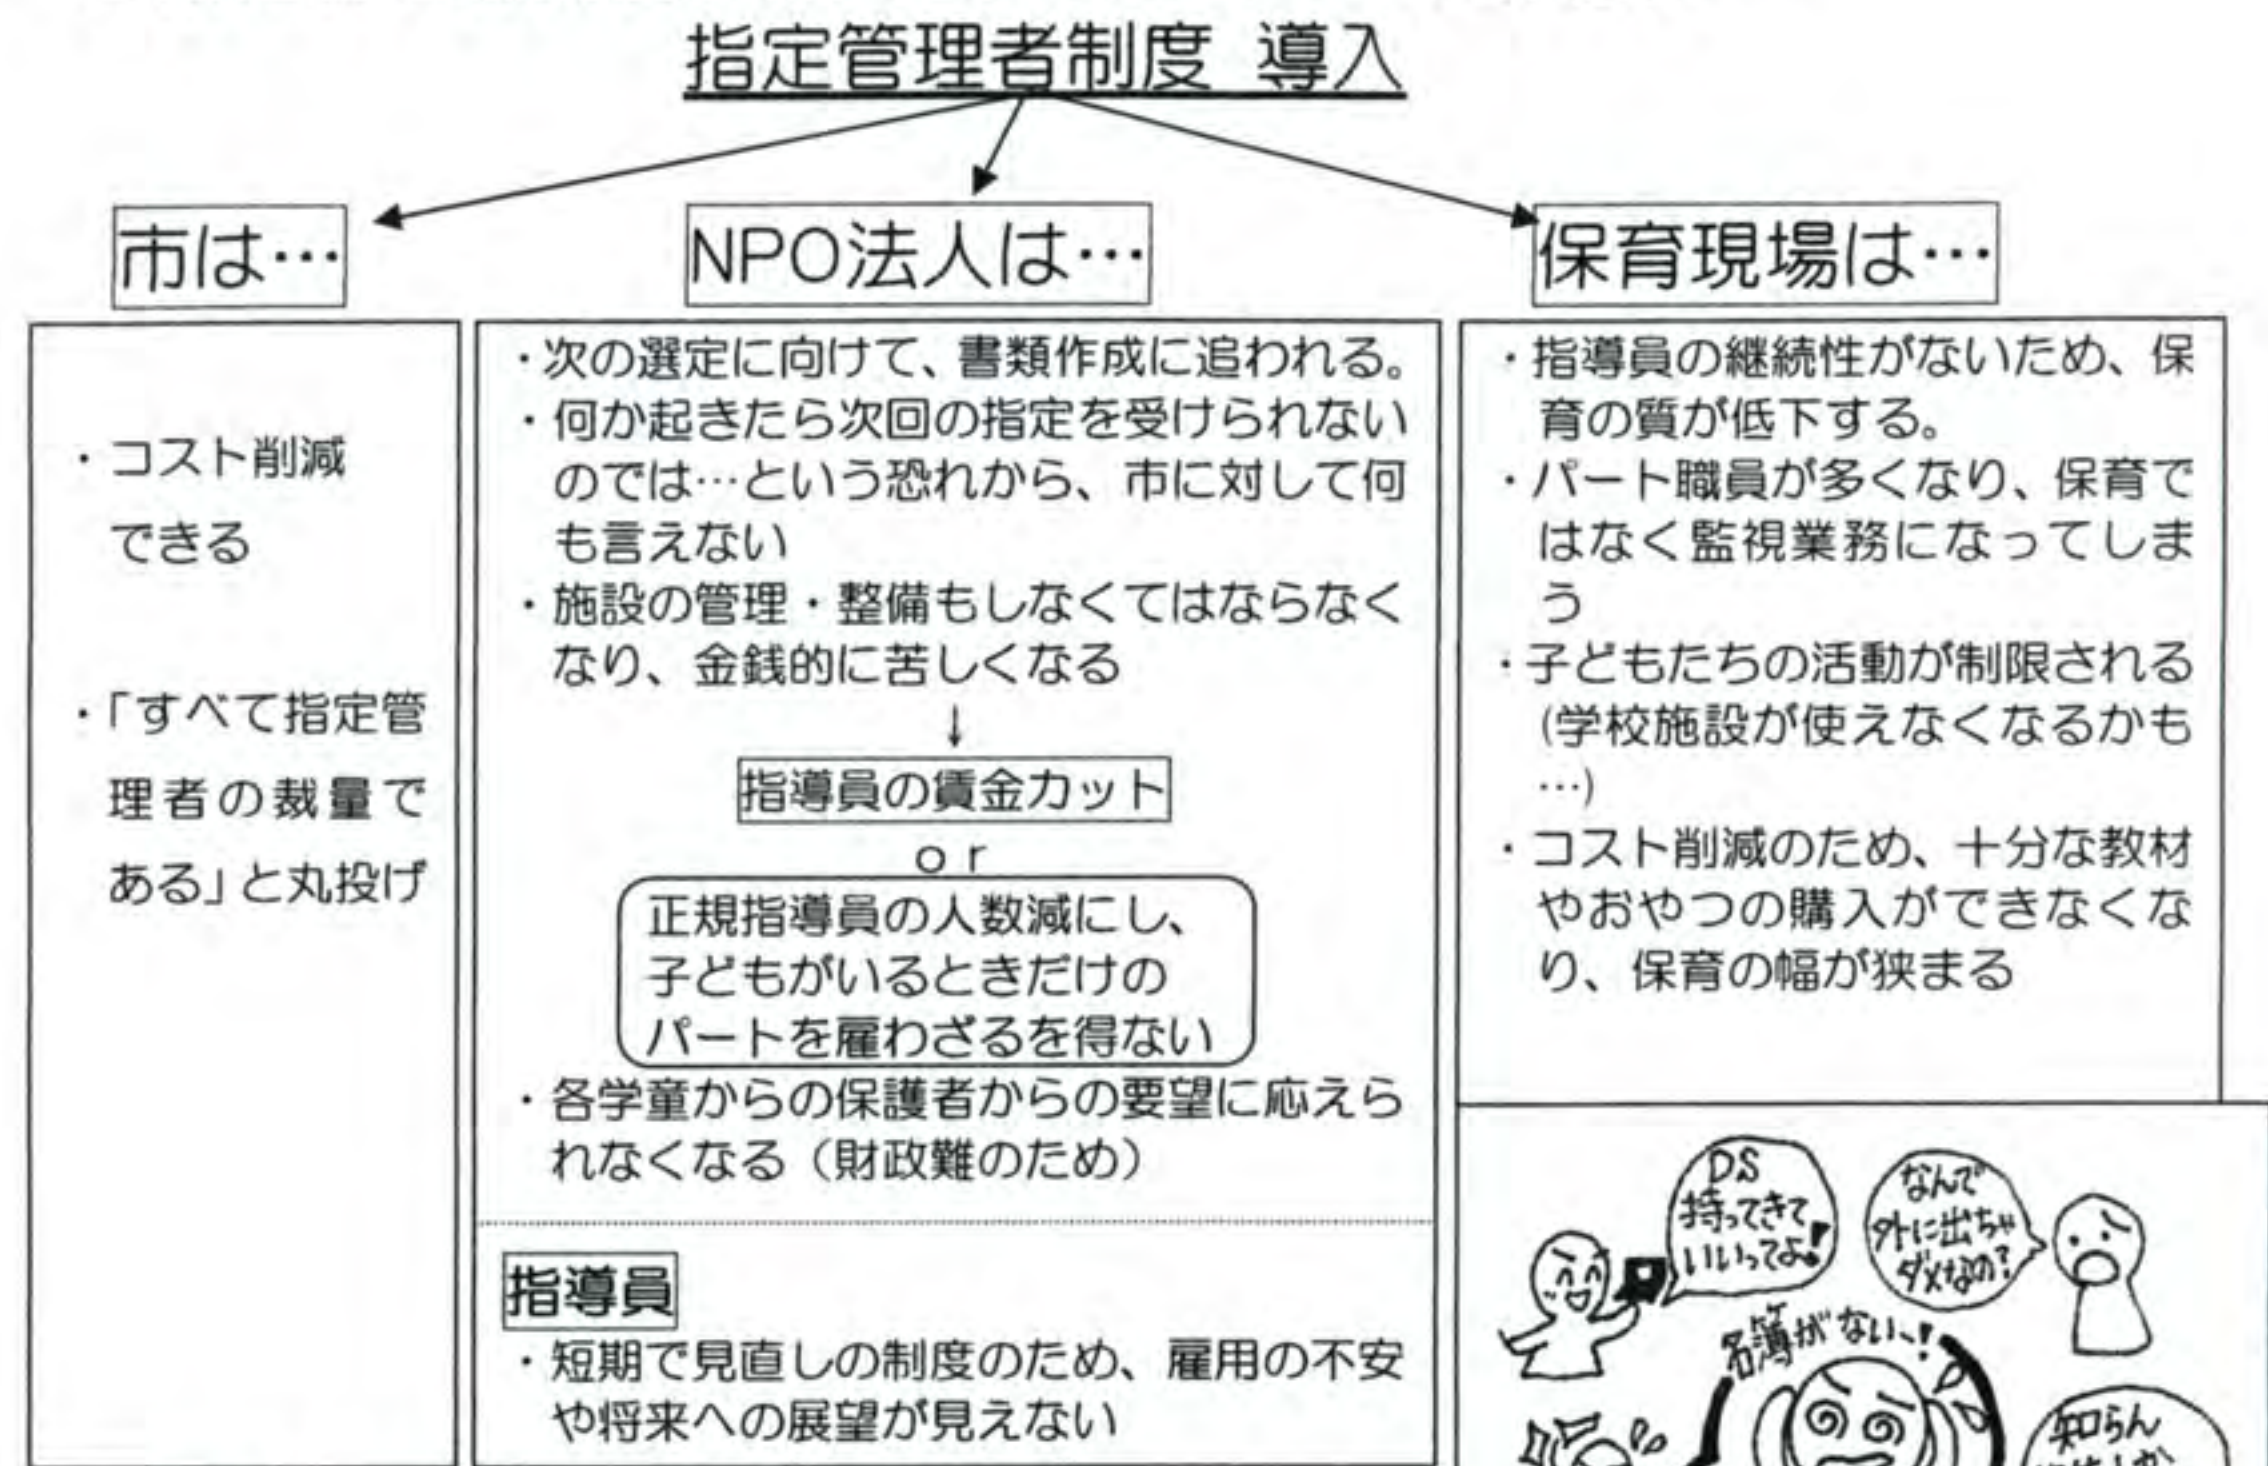 指定管理者制度 導入
市は…
・コスト削減
できる
・「すべて指定管
理者の裁量で
ある」と丸投げ
NPO法人は…
・次の選定に向けて、書類作成に追われる。
・何か起きたら次回の指定を受けられない
のでは…という恐れから、市に対して何
も言えない
・施設の管理・整備もしなくてはならなく
なり、金銭的に苦しくなる
↓
指導員の賃金カット
or
正規指導員の人数減にし、
子どもがいるときだけの
パートを雇わざるを得ない
・各学童からの保護者からの要望に応えら
れなくなる（財政難のため）
指導員
・短期で見直しの制度のため、雇用の不安
や将来への展望が見えない
保育現場は…
・指導員の継続性がないため、保
育の質が低下する。
・パート職員が多くなり、保育で
はなく監視業務になってしま
う
・子どもたちの活動が制限される
(学校施設が使えなくなるかも
…)
・コスト削減のため、十分な教材
やおやつの購入ができなくな
り、保育の幅が狭まる
DS
持ってきて
いいってよ!
なんで
外に出ちゃ
ダメなの?
名簿がない〜!
知らん